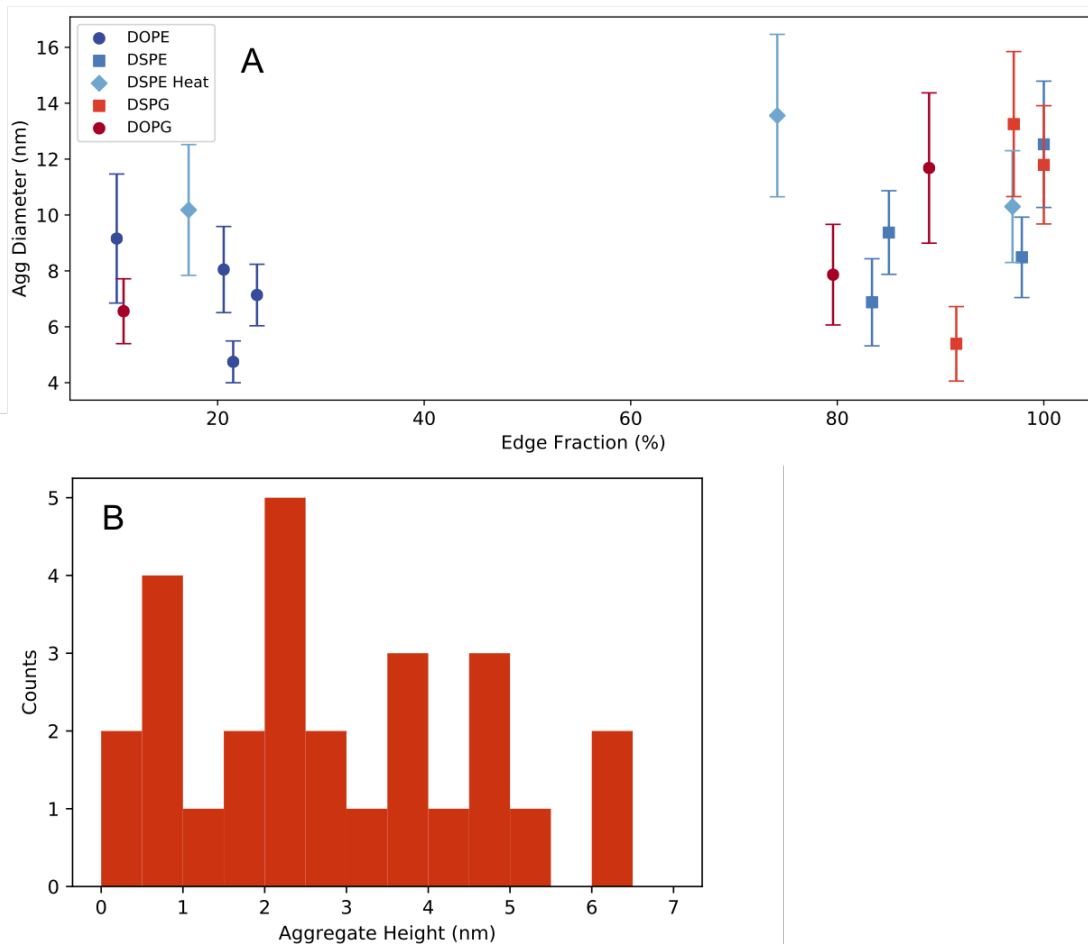 A
DOPE
DSPE
DSPE Heat
DSPG
DOPG
Agg Diameter (nm)
16
14
12
10
8
6
4
20 40 60 80 100
Edge Fraction (%)
B
Counts
5
4
3
2
1
0
0 1 2 3 4 5 6 7
Aggregate Height (nm)